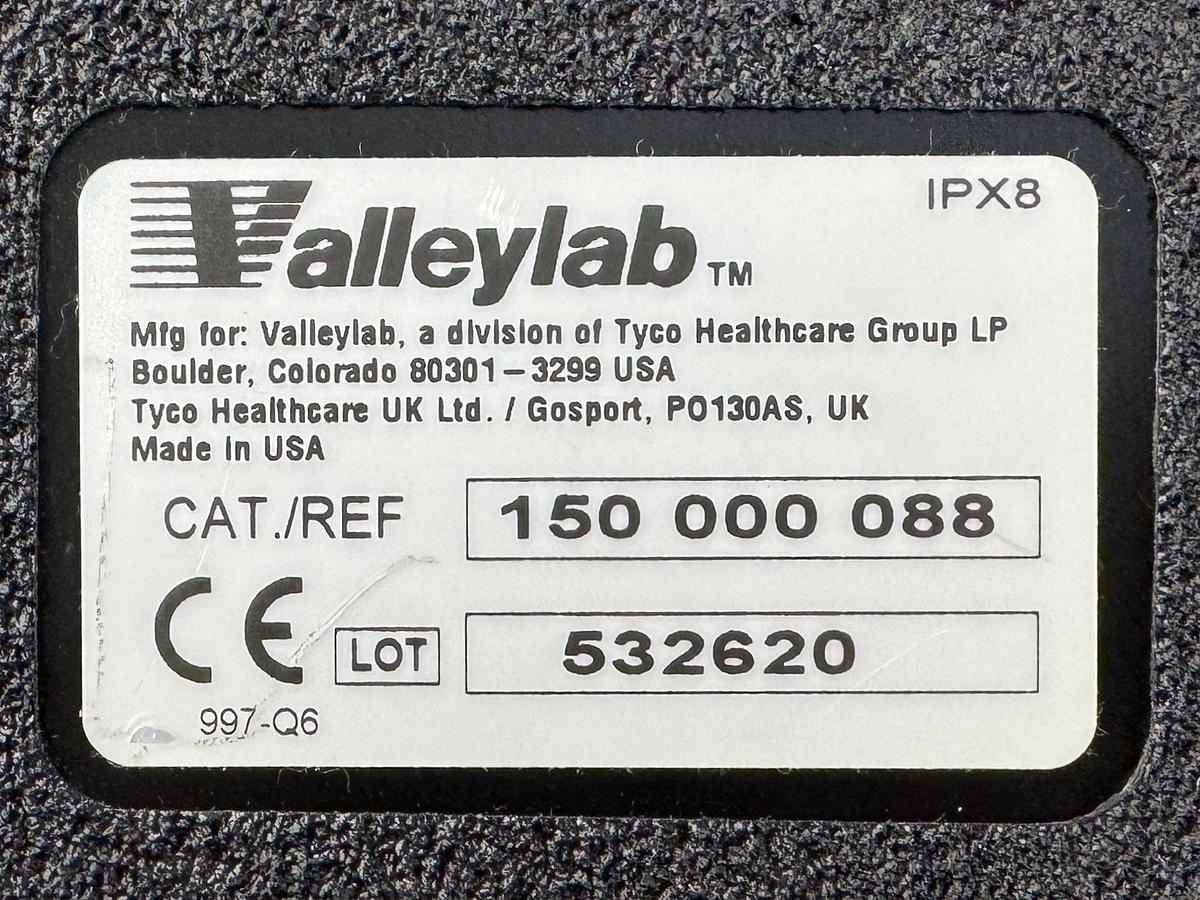 Valleylab TM
IPX8
Mfg for: Valleylab, a division of Tyco Healthcare Group LP
Boulder, Colorado 80301-3299 USA
Tyco Healthcare UK Ltd. / Gosport, PO130AS, UK
Made in USA
CAT./REF 150 000 088
CE LOT 532620
997-Q6